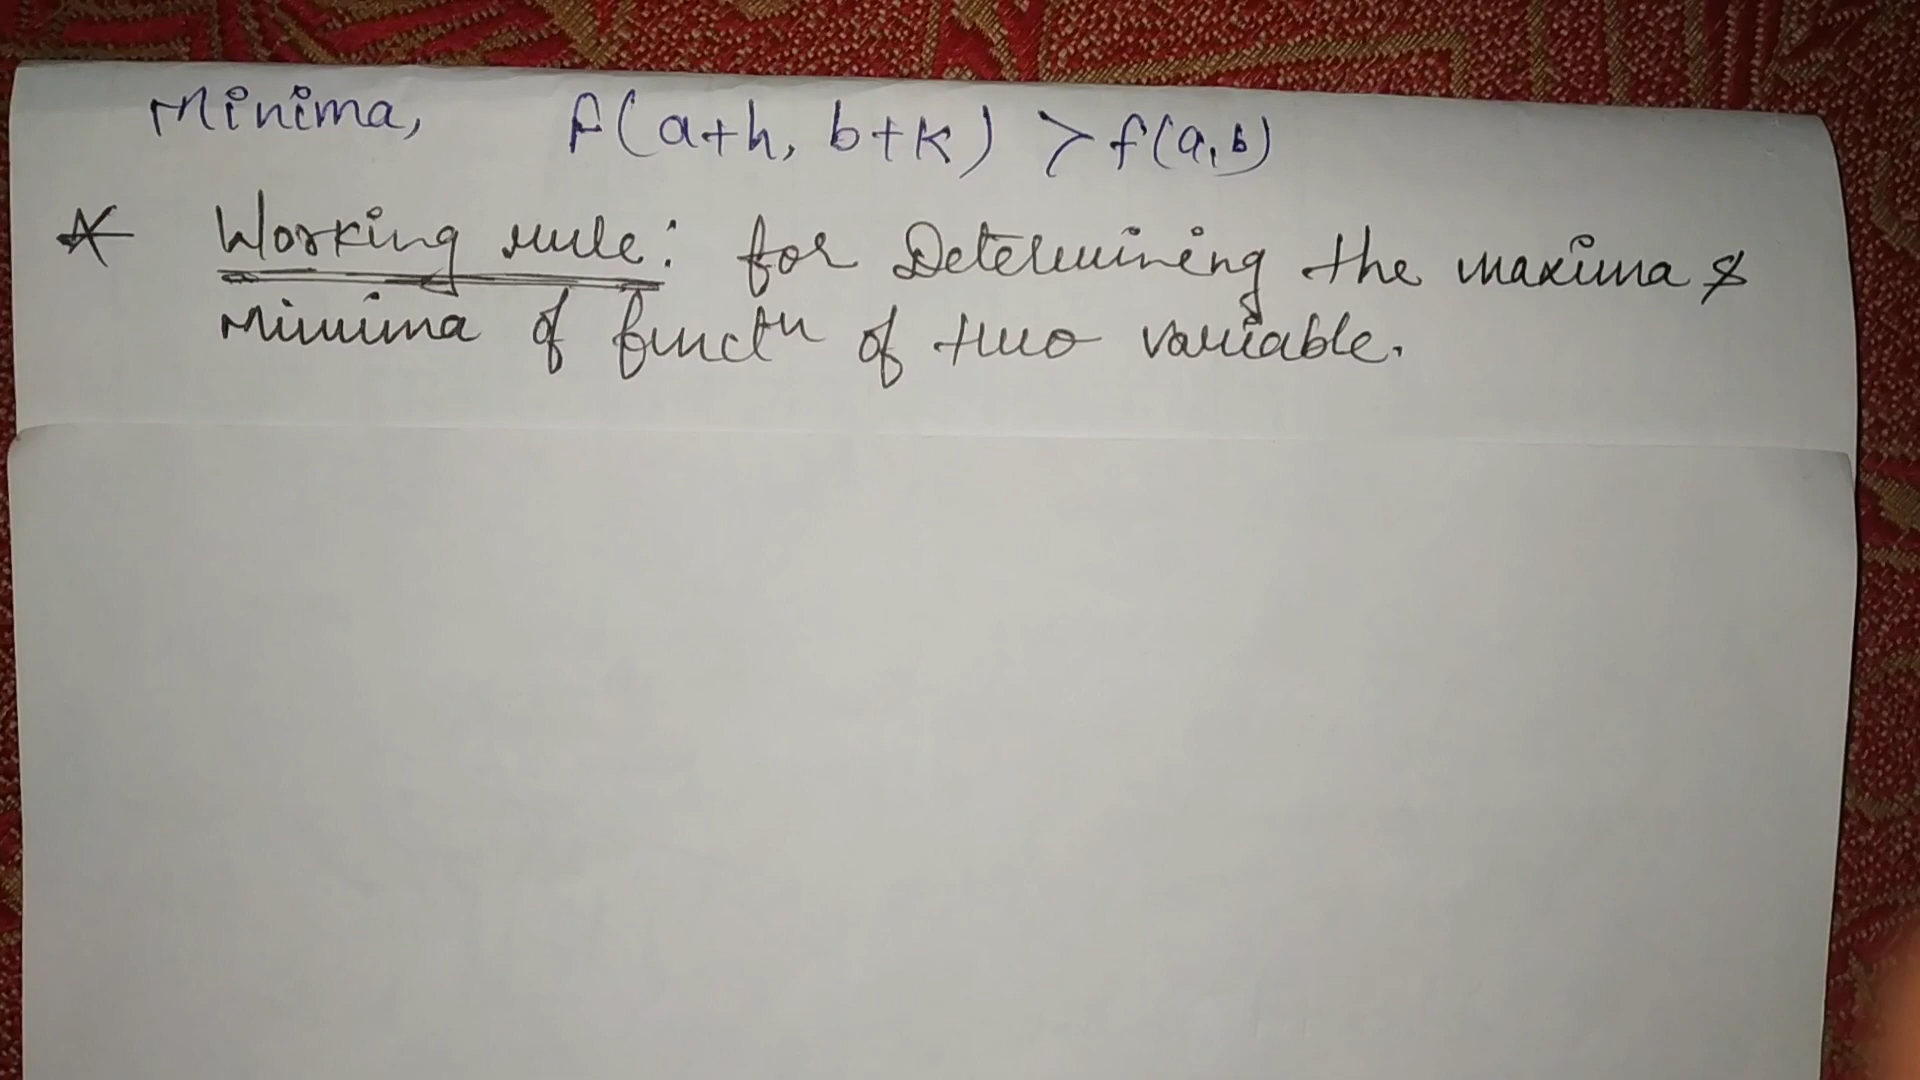 Minima, f(a+h, b+k) > f(a,b)
* Working rule: for Determining the maxima &
Minima of functn of two variable.